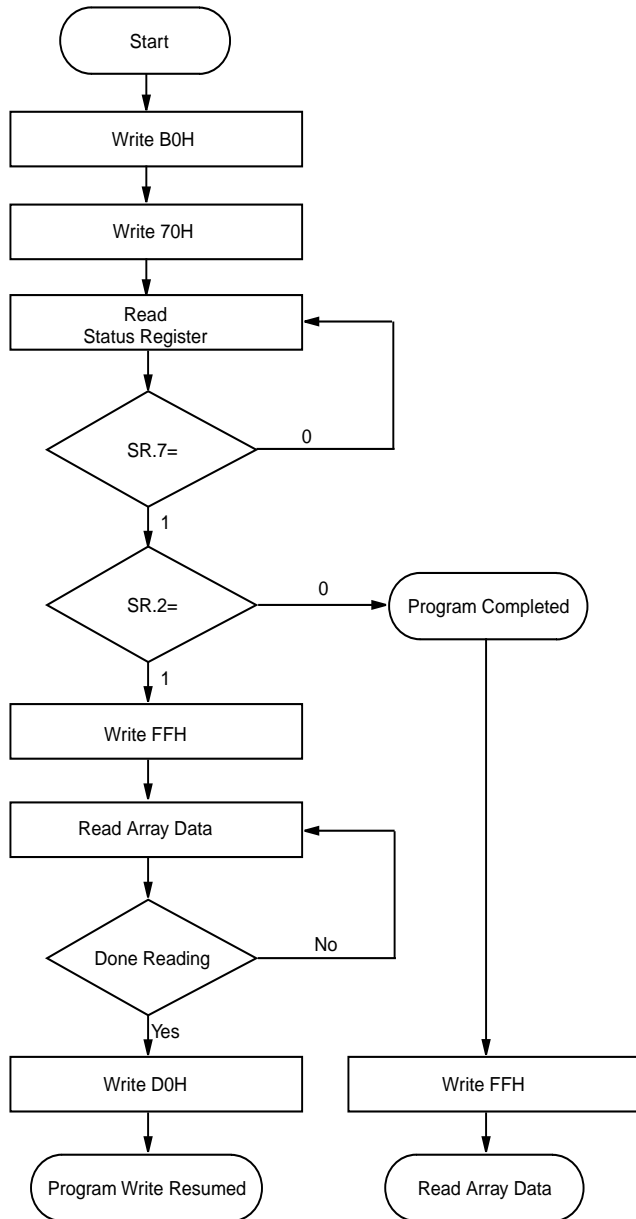 Start
Write B0H
Write 70H
Read
Status Register
SR.7=
0
1
SR.2=
0
Program Completed
1
Write FFH
Read Array Data
Done Reading
No
Yes
Write D0H
Write FFH
Program Write Resumed
Read Array Data